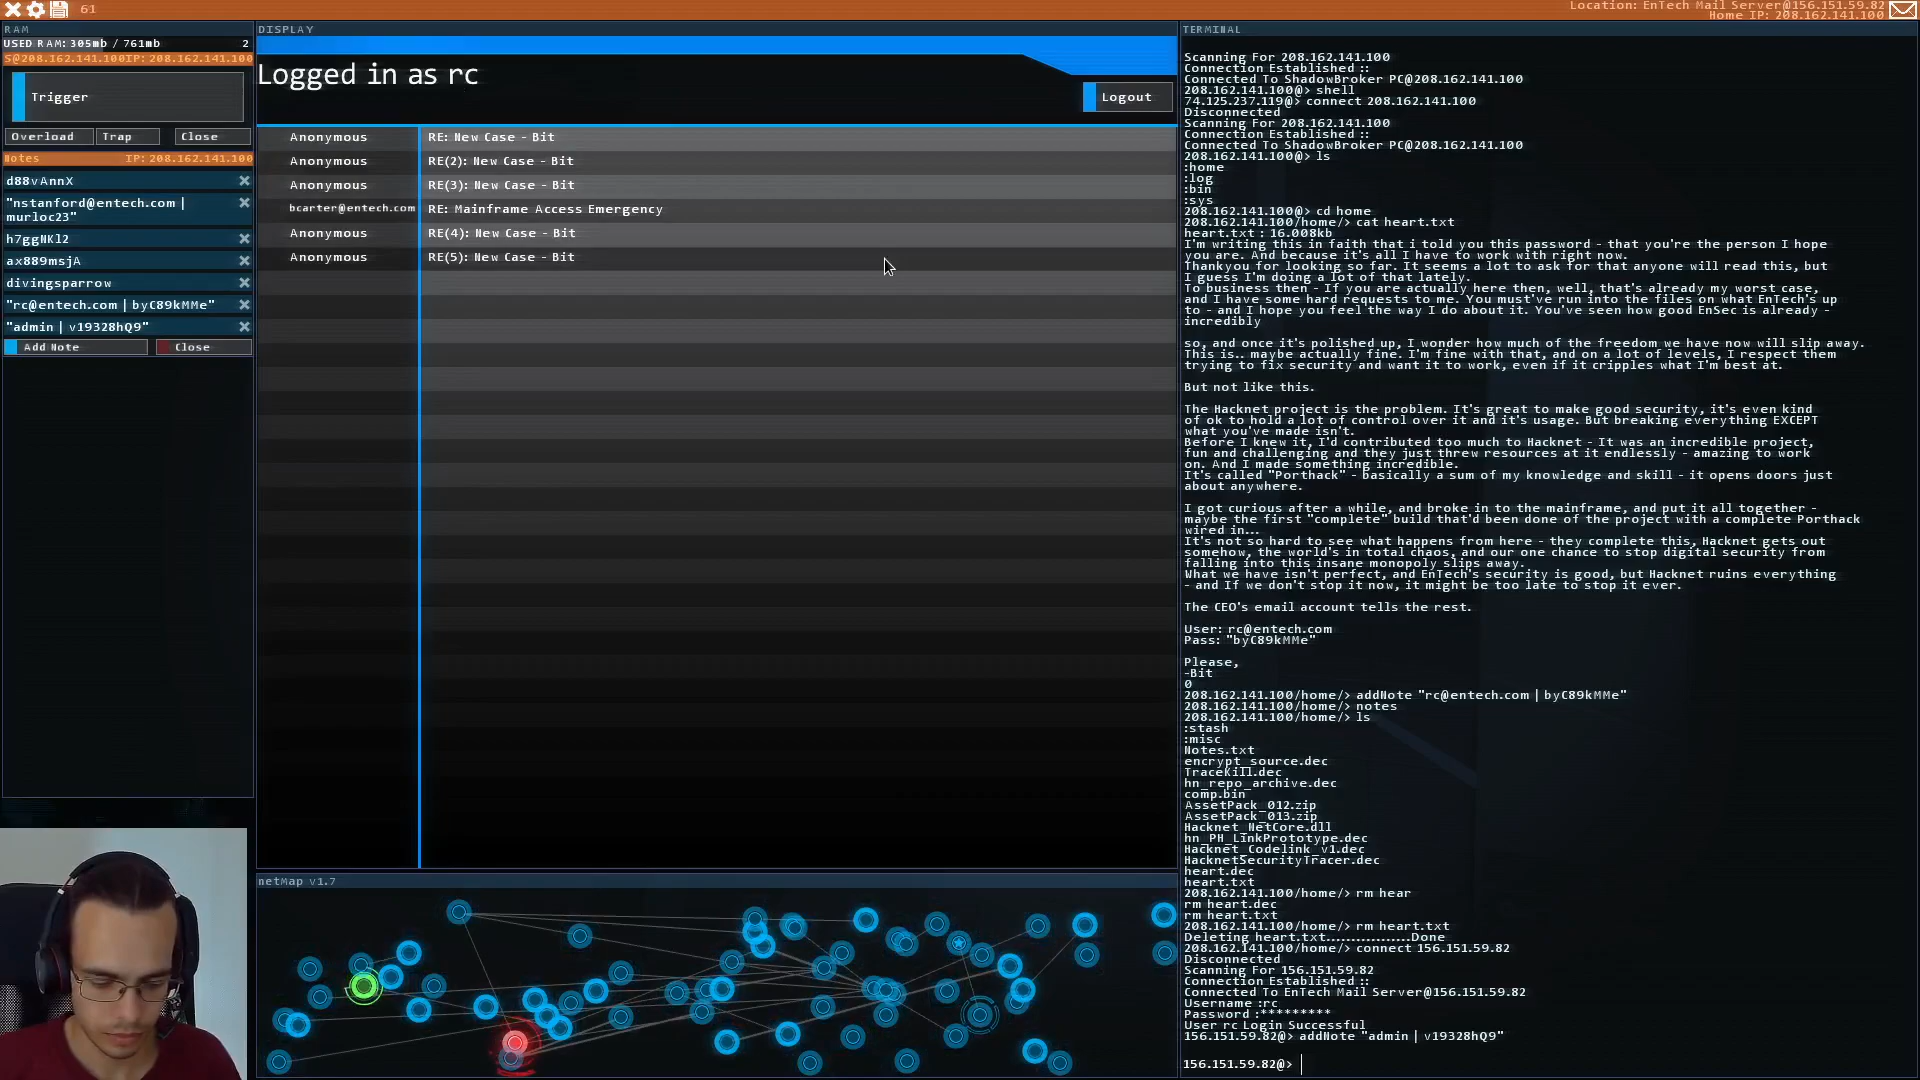 61
Location: EnTech Mail Server@156.151.59.82
Home IP: 208.162.141.100
RAM
USED RAM: 305mb / 761mb 2
S@208.162.141.100IP: 208.162.141.100
Trigger
Overload Trap Close
Notes IP: 208.162.141.100
d88vAnnX
"nstanford@entech.com |
murloc23"
h7ggNKl2
ax889msjA
divingsparrow
"rc@entech.com | byC89kMMe"
"admin | v19328hQ9"
Add Note Close
DISPLAY
Logged in as rc
Logout
Anonymous RE: New Case - Bit
Anonymous RE(2): New Case - Bit
Anonymous RE(3): New Case - Bit
bcarter@entech.com RE: Mainframe Access Emergency
Anonymous RE(4): New Case - Bit
Anonymous RE(5): New Case - Bit
netMap v1.7
TERMINAL
Scanning For 208.162.141.100
Connection Established ::
Connected To ShadowBroker PC@208.162.141.100
208.162.141.100@> shell
74.125.237.119@> connect 208.162.141.100
Disconnected
Scanning For 208.162.141.100
Connection Established ::
Connected To ShadowBroker PC@208.162.141.100
208.162.141.100@> ls
:home
:log
:bin
:sys
208.162.141.100@> cd home
208.162.141.100/home/> cat heart.txt
heart.txt : 16.008kb
I'm writing this in faith that i told you this password - that you're the person I hope
you are. And because it's all I have to work with right now.
Thankyou for looking so far. It seems a lot to ask for that anyone will read this, but
I guess I'm doing a lot of that lately.
To business then - If you are actually here then, well, that's already my worst case,
and I have some hard requests to me. You must've run into the files on what EnTech's up
to - and I hope you feel the way I do about it. You've seen how good EnSec is already -
incredibly
so, and once it's polished up, I wonder how much of the freedom we have now will slip away.
This is.. maybe actually fine. I'm fine with that, and on a lot of levels, I respect them
trying to fix security and want it to work, even if it cripples what I'm best at.
But not like this.
The Hacknet project is the problem. It's great to make good security, it's even kind
of ok to hold a lot of control over it and it's usage. But breaking everything EXCEPT
what you've made isn't.
Before I knew it, I'd contributed too much to Hacknet - It was an incredible project,
fun and challenging and they just threw resources at it endlessly - amazing to work
on. And I made something incredible.
It's called "Porthack" - basically a sum of my knowledge and skill - it opens doors just
about anywhere.
I got curious after a while, and broke in to the mainframe, and put it all together -
maybe the first "complete" build that'd been done of the project with a complete Porthack
wired in...
It's not so hard to see what happens from here - they complete this, Hacknet gets out
somehow, the world's in total chaos, and our one chance to stop digital security from
falling into this insane monopoly slips away.
What we have isn't perfect, and EnTech's security is good, but Hacknet ruins everything
- and If we don't stop it now, it might be too late to stop it ever.
The CEO's email account tells the rest.
User: rc@entech.com
Pass: "byC89kMMe"
Please,
-Bit
0
208.162.141.100/home/> addNote "rc@entech.com | byC89kMMe"
208.162.141.100/home/> notes
208.162.141.100/home/> ls
:stash
:misc
Notes.txt
encrypt_source.dec
TraceKill.dec
hn_repo_archive.dec
comp.bin
AssetPack_012.zip
AssetPack_013.zip
Hacknet_NetCore.dll
hn_PH_LinkPrototype.dec
Hacknet_Codelink_v1.dec
HacknetSecurityTracer.dec
heart.dec
heart.txt
208.162.141.100/home/> rm hear
rm heart.dec
rm heart.txt
208.162.141.100/home/> rm heart.txt
Deleting heart.txt.................Done
208.162.141.100/home/> connect 156.151.59.82
Disconnected
Scanning For 156.151.59.82
Connection Established ::
Connected To EnTech Mail Server@156.151.59.82
Username :rc
Password :*********
User rc Login Successful
156.151.59.82@> addNote "admin | v19328hQ9"
156.151.59.82@>